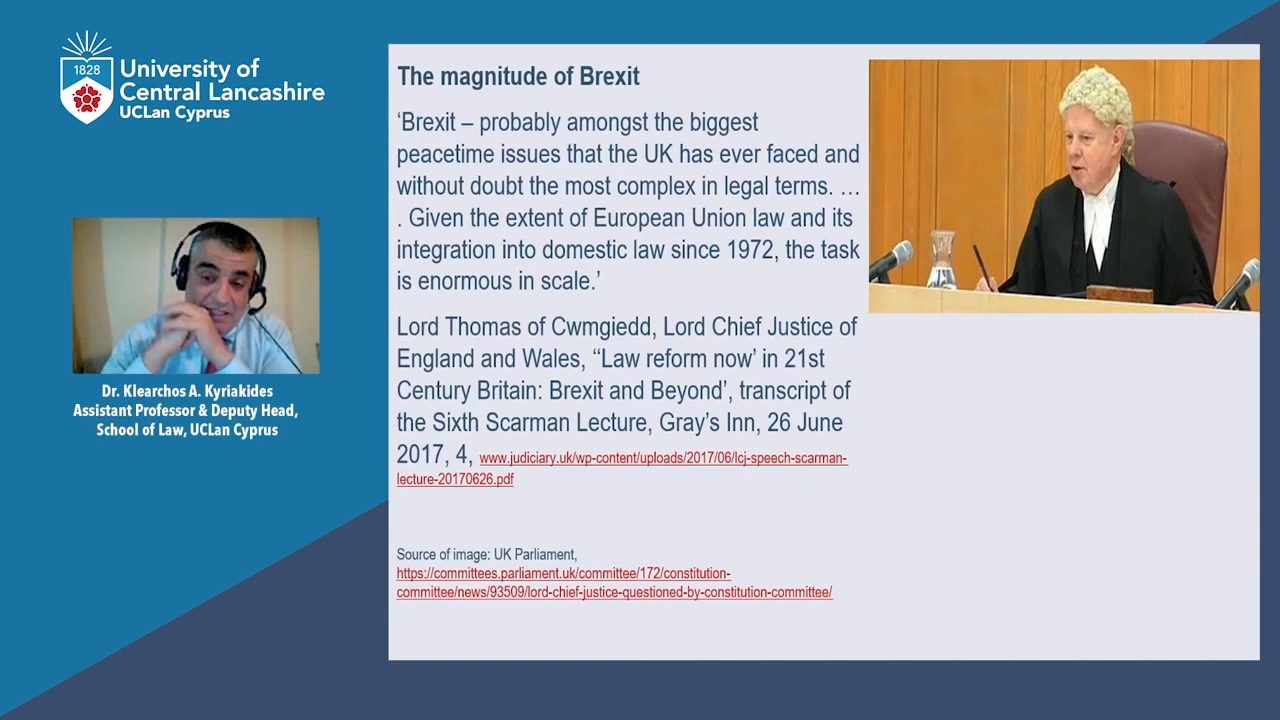 1828
University of
Central Lancashire
UCLan Cyprus
Dr. Klearchos A. Kyriakides
Assistant Professor & Deputy Head,
School of Law, UCLan Cyprus
The magnitude of Brexit
‘Brexit – probably amongst the biggest
peacetime issues that the UK has ever faced and
without doubt the most complex in legal terms. …
. Given the extent of European Union law and its
integration into domestic law since 1972, the task
is enormous in scale.’
Lord Thomas of Cwmgiedd, Lord Chief Justice of
England and Wales, “Law reform now’ in 21st
Century Britain: Brexit and Beyond’, transcript of
the Sixth Scarman Lecture, Gray’s Inn, 26 June
2017, 4, www.judiciary.uk/wp-content/uploads/2017/06/lcj-speech-scarman-
lecture-20170626.pdf
Source of image: UK Parliament,
https://committees.parliament.uk/committee/172/constitution-
committee/news/93509/lord-chief-justice-questioned-by-constitution-committee/